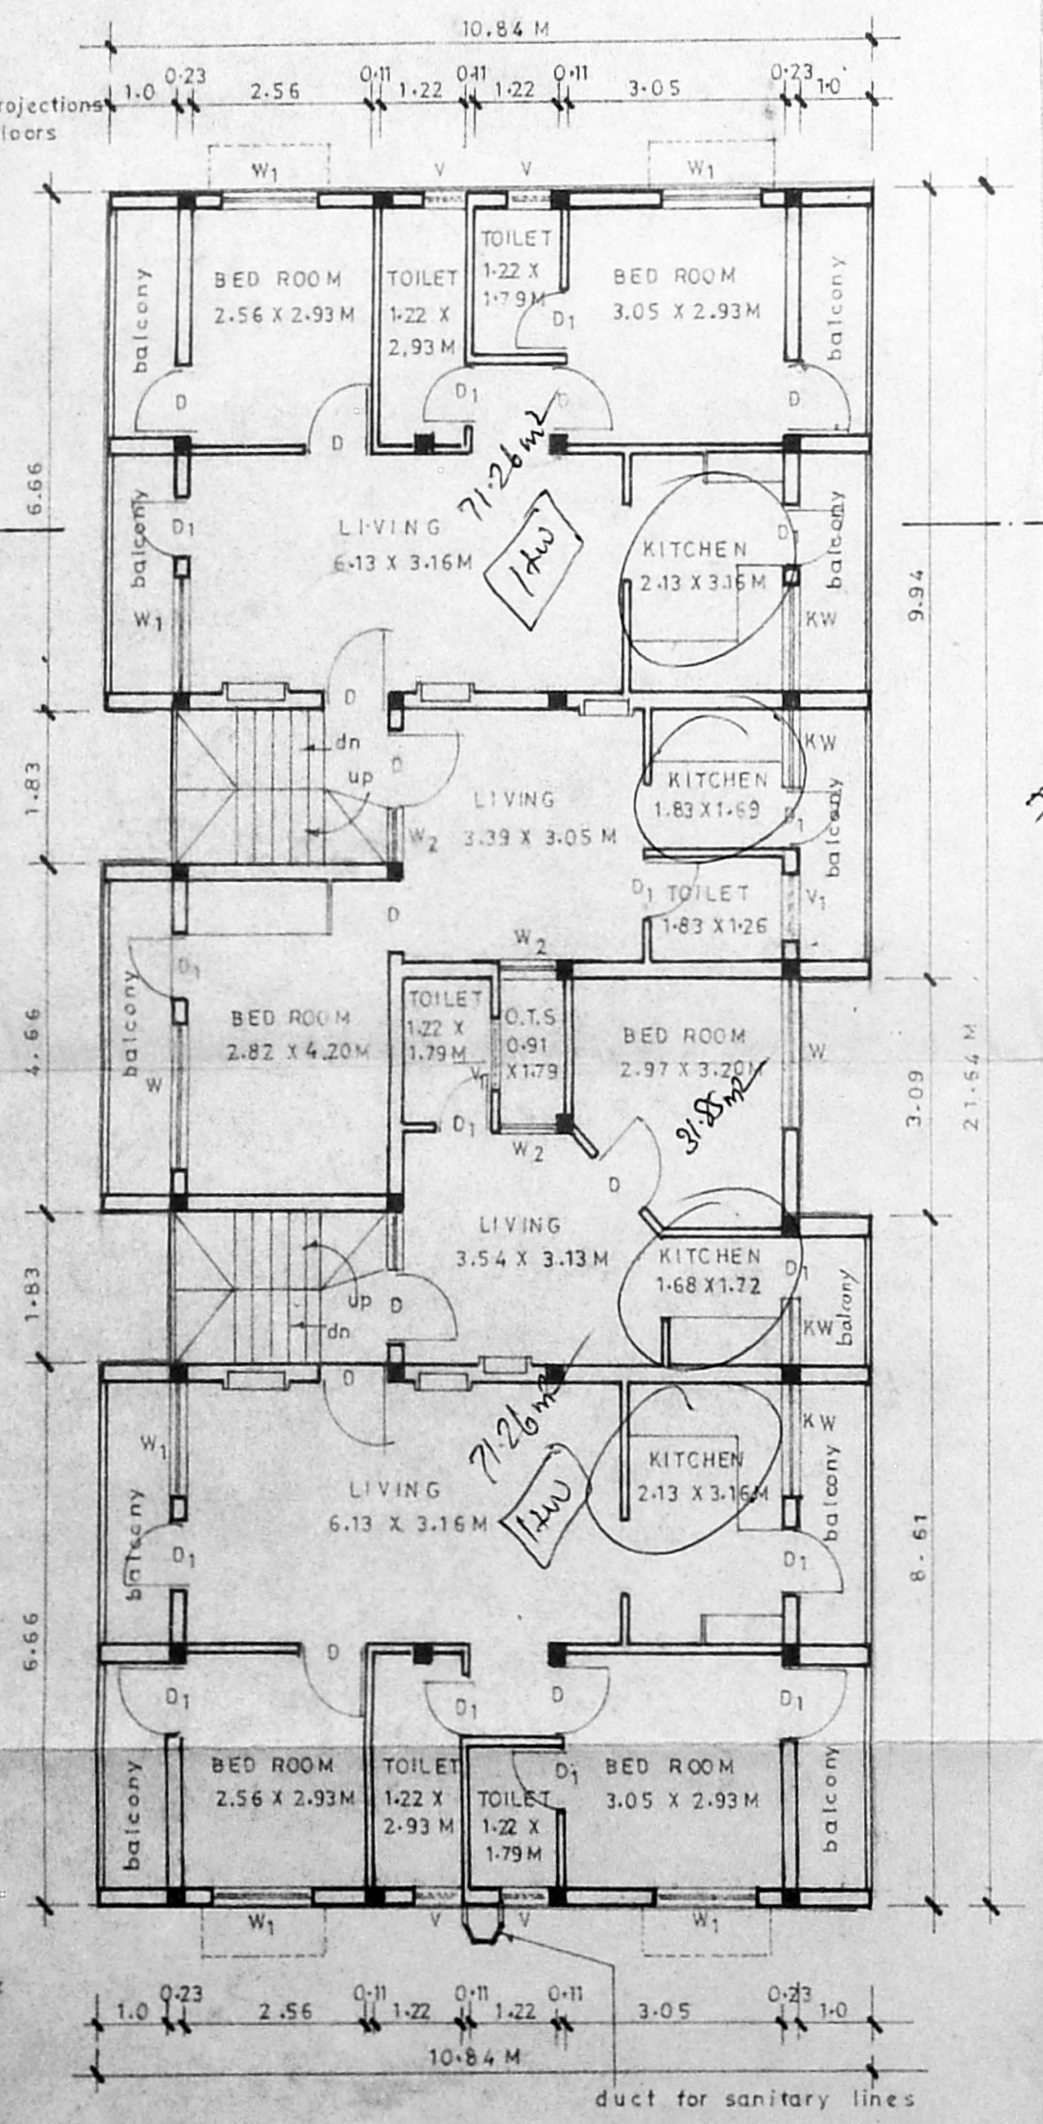 10.84 M
0.23 0.11 0.11 0.11 0.23
1.0 2.56 1.22 1.22 3.05 1.0
rojections
loors
W1 V V W1
balcony
BED ROOM
2.56 X 2.93 M
TOILET
1.22 X
2.93 M
TOILET
1.22 X
1.79 M
BED ROOM
3.05 X 2.93 M
balcony
D1
D D1 D D
D
71.26 m2
6.66
balcony
D1
LIVING
6.13 X 3.16 M
KITCHEN
2.13 X 3.16 M
D1
balcony
9.94
W1
KW
D
dn
up
D
1.83
LIVING
3.39 X 3.05 M
W2
KITCHEN
1.83 X 1.69
KW
D1
balcony
D
D1
TOILET
1.83 X 1.26
V1
W2
D1
balcony
W
BED ROOM
2.82 X 4.20 M
4.66
TOILET
1.22 X
1.79 M
V1
D1
O.T.S
0.91
X 1.79
W2
BED ROOM
2.97 X 3.20 M
W
31.85 m2
3.09
21.64 M
D
LIVING
3.54 X 3.13 M
KITCHEN
1.68 X 1.72
D1
KW
balcony
1.83
up
dn
D
D
71.26 m2
W1
balcony
D1
LIVING
6.13 X 3.16 M
KITCHEN
2.13 X 3.16 M
KW
balcony
D1
8.61
6.66
D
D1 D1 D D1
balcony
BED ROOM
2.56 X 2.93 M
TOILET
1.22 X
2.93 M
TOILET
1.22 X
1.79 M
D1
BED ROOM
3.05 X 2.93 M
balcony
W1 V V W1
0.23 0.11 0.11 0.11 0.23
1.0 2.56 1.22 1.22 3.05 1.0
10.84 M
duct for sanitary lines